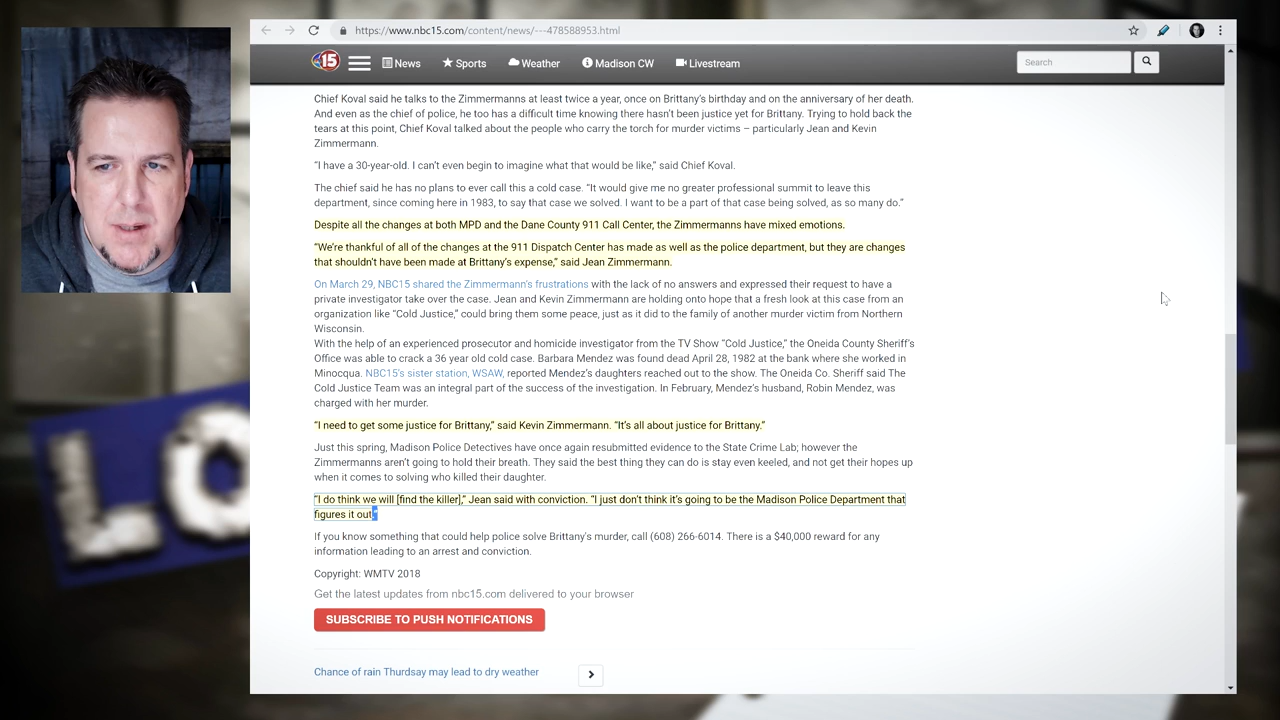 https://www.nbc15.com/content/news/---478588953.html
15
News
Sports
Weather
Madison CW
Livestream
Search
Chief Koval said he talks to the Zimmermanns at least twice a year, once on Brittany's birthday and on the anniversary of her death.
And even as the chief of police, he too has a difficult time knowing there hasn't been justice yet for Brittany. Trying to hold back the
tears at this point, Chief Koval talked about the people who carry the torch for murder victims – particularly Jean and Kevin
Zimmermann.
“I have a 30-year-old. I can't even begin to imagine what that would be like,” said Chief Koval.
The chief said he has no plans to ever call this a cold case. “It would give me no greater professional summit to leave this
department, since coming here in 1983, to say that case we solved. I want to be a part of that case being solved, as so many do.”
Despite all the changes at both MPD and the Dane County 911 Call Center, the Zimmermanns have mixed emotions.
“We're thankful of all of the changes at the 911 Dispatch Center has made as well as the police department, but they are changes
that shouldn't have been made at Brittany's expense,” said Jean Zimmermann.
On March 29, NBC15 shared the Zimmermann's frustrations with the lack of no answers and expressed their request to have a
private investigator take over the case. Jean and Kevin Zimmermann are holding onto hope that a fresh look at this case from an
organization like “Cold Justice,” could bring them some peace, just as it did to the family of another murder victim from Northern
Wisconsin.
With the help of an experienced prosecutor and homicide investigator from the TV Show “Cold Justice,” the Oneida County Sheriff's
Office was able to crack a 36 year old cold case. Barbara Mendez was found dead April 28, 1982 at the bank where she worked in
Minocqua. NBC15's sister station, WSAW, reported Mendez's daughters reached out to the show. The Oneida Co. Sheriff said The
Cold Justice Team was an integral part of the success of the investigation. In February, Mendez's husband, Robin Mendez, was
charged with her murder.
“I need to get some justice for Brittany,” said Kevin Zimmermann. “It's all about justice for Brittany.”
Just this spring, Madison Police Detectives have once again resubmitted evidence to the State Crime Lab; however the
Zimmermanns aren't going to hold their breath. They said the best thing they can do is stay even keeled, and not get their hopes up
when it comes to solving who killed their daughter.
“I do think we will [find the killer],” Jean said with conviction. “I just don't think it's going to be the Madison Police Department that
figures it out.”
If you know something that could help police solve Brittany's murder, call (608) 266-6014. There is a $40,000 reward for any
information leading to an arrest and conviction.
Copyright: WMTV 2018
Get the latest updates from nbc15.com delivered to your browser
SUBSCRIBE TO PUSH NOTIFICATIONS
Chance of rain Thurdsay may lead to dry weather
LO